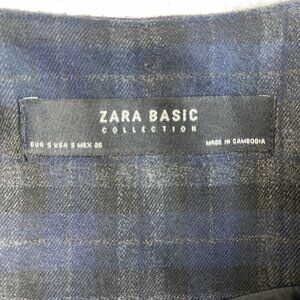 ZARA BASIC
COLLECTION
EUR S USA S MEX 26
MADE IN CAMBODIA